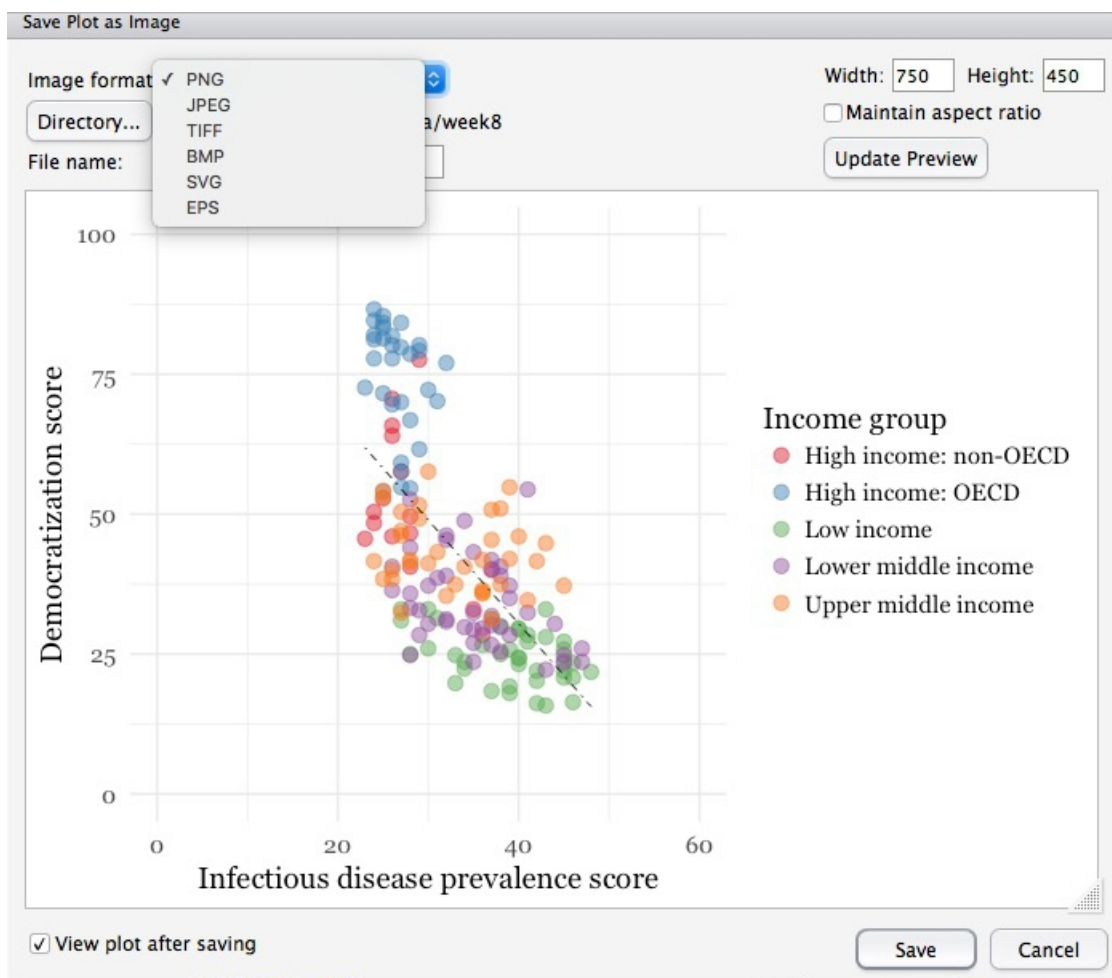 Save Plot as Image
Image format
✓ PNG
JPEG
TIFF
BMP
SVG
EPS
Width: 750 Height: 450
Directory...
a/week8
Maintain aspect ratio
File name:
Update Preview
100
75
50
25
0
Democratization score
0 20 40 60
Infectious disease prevalence score
Income group
High income: non-OECD
High income: OECD
Low income
Lower middle income
Upper middle income
View plot after saving
Save
Cancel